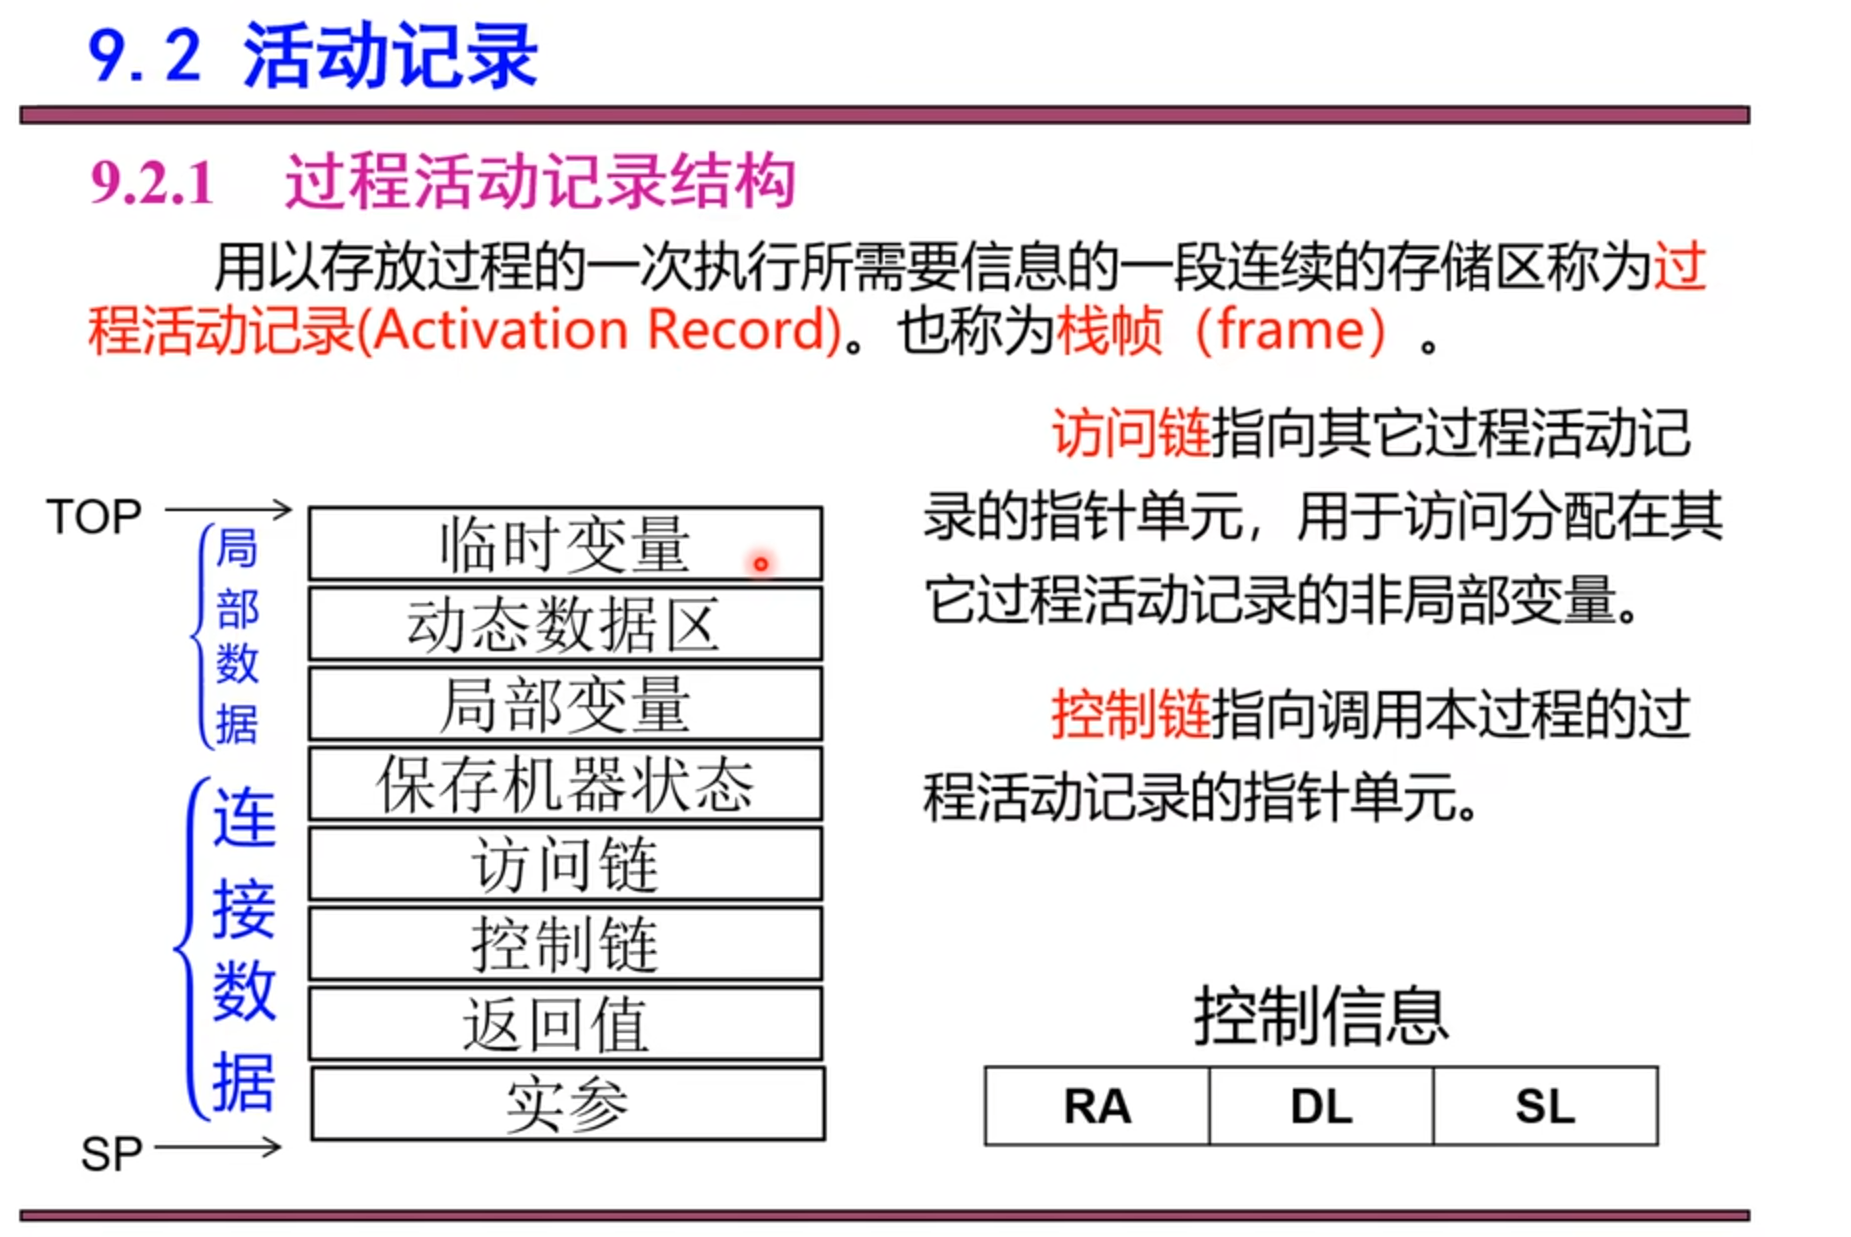 9.2 活动记录
9.2.1 过程活动记录结构
用以存放过程的一次执行所需要信息的一段连续的存储区称为过
程活动记录(Activation Record)。也称为栈帧（frame）。
访问链指向其它过程活动记
录的指针单元，用于访问分配在其
它过程活动记录的非局部变量。
控制链指向调用本过程的过
程活动记录的指针单元。
TOP
局部数据
临时变量
动态数据区
局部变量
连接数据
保存机器状态
访问链
控制链
返回值
实参
SP
控制信息
RA DL SL